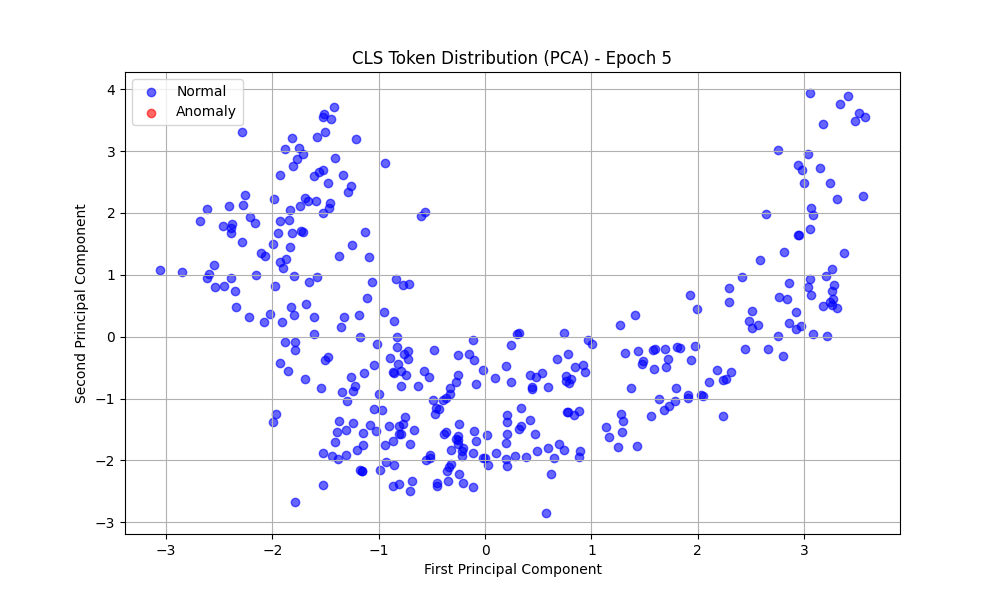 CLS Token Distribution (PCA) - Epoch 5
Normal
Anomaly
4
3
2
1
0
−1
−2
−3
Second Principal Component
−3 −2 −1 0 1 2 3
First Principal Component